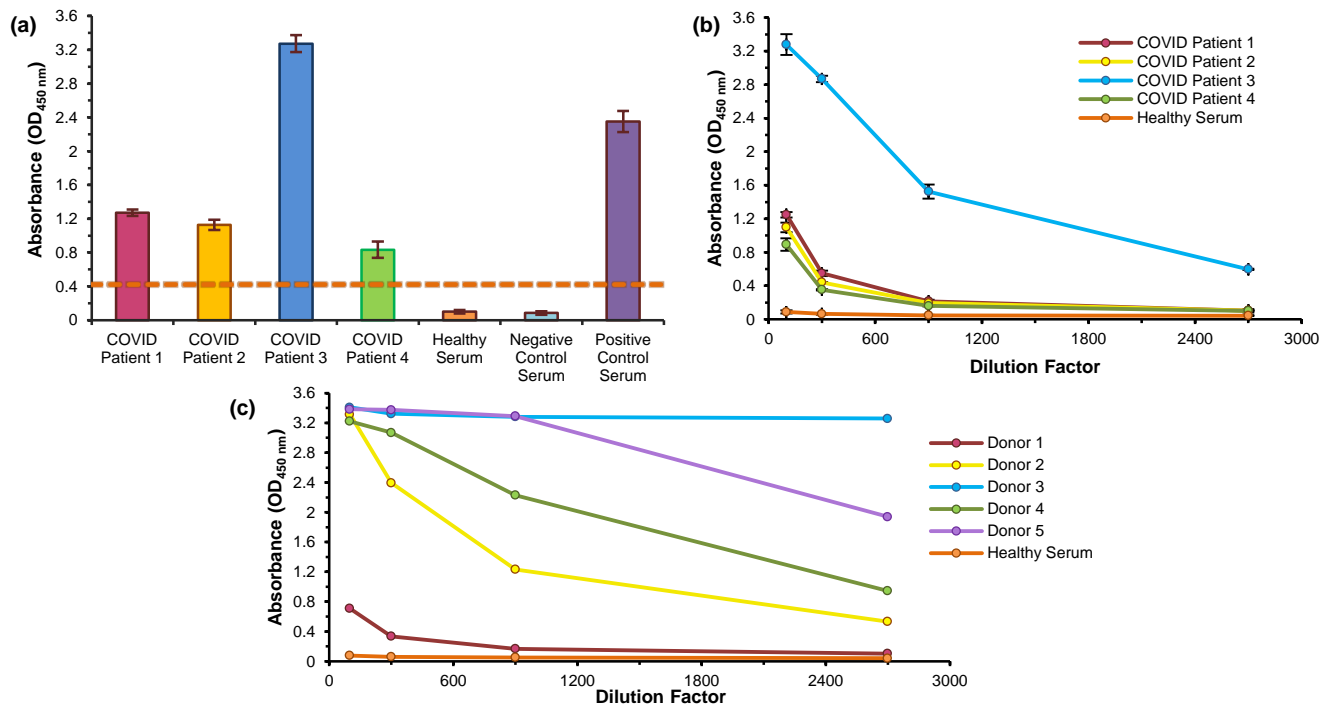 (a)
Absorbance (OD450 nm)
3.6
3.2
2.8
2.4
2
1.6
1.2
0.8
0.4
0
COVID Patient 1
COVID Patient 2
COVID Patient 3
COVID Patient 4
Healthy Serum
Negative Control Serum
Positive Control Serum
(b)
Absorbance (OD450 nm)
3.6
3.2
2.8
2.4
2
1.6
1.2
0.8
0.4
0
0 600 1200 1800 2400 3000
Dilution Factor
COVID Patient 1
COVID Patient 2
COVID Patient 3
COVID Patient 4
Healthy Serum
(c)
Absorbance (OD450 nm)
3.6
3.2
2.8
2.4
2
1.6
1.2
0.8
0.4
0
0 600 1200 1800 2400 3000
Dilution Factor
Donor 1
Donor 2
Donor 3
Donor 4
Donor 5
Healthy Serum